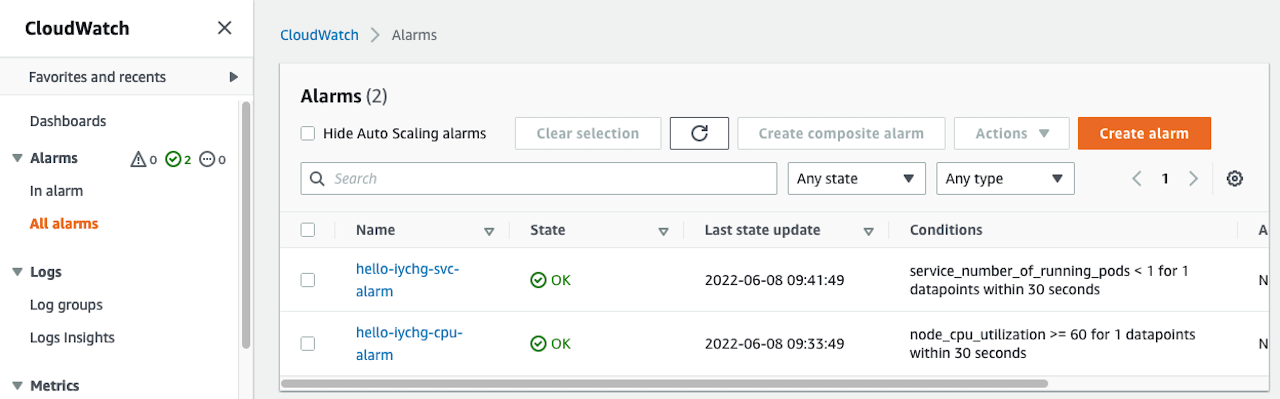 CloudWatch
Favorites and recents
Dashboards
Alarms 0 2 0
In alarm
All alarms
Logs
Log groups
Logs Insights
Metrics
CloudWatch Alarms
Alarms (2)
Hide Auto Scaling alarms Clear selection Create composite alarm Actions Create alarm
Search Any state Any type 1
Name State Last state update Conditions A
hello-iychg-svc-
alarm
OK
2022-06-08 09:41:49
service_number_of_running_pods < 1 for 1
datapoints within 30 seconds
N
hello-iychg-cpu-
alarm
OK
2022-06-08 09:33:49
node_cpu_utilization >= 60 for 1 datapoints
within 30 seconds
N